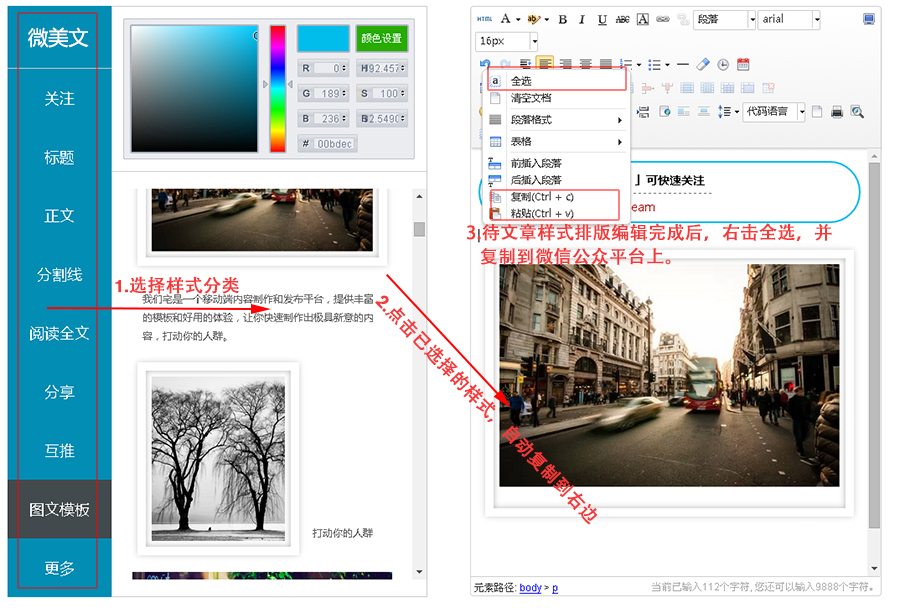 微美文
关注
标题
正文
分割线
阅读全文
分享
互推
图文模板
更多
颜色设置
R 0
H 92.457
G 189
S 100
B 236
B 2.5490
# 00bdec
1.选择样式分类
我们宅是一个移动端内容制作和发布平台，提供丰富
的模板和好用的体验，让你快速制作出极具新意的内
容，打动你的人群。
打动你的人群
2.点击已选择的样式，自动复制到右边
HTML A ab B I U ABC A 段落 arial
16px
代码语言
全选
清空文档
段落格式
表格
前插入段落
后插入段落
复制(Ctrl + c)
粘贴(Ctrl + v)
」可快速关注
eam
3.待文章样式排版编辑完成后，右击全选，并
复制到微信公众平台上。
元素路径: body > p
当前已输入112个字符, 您还可以输入9888个字符。